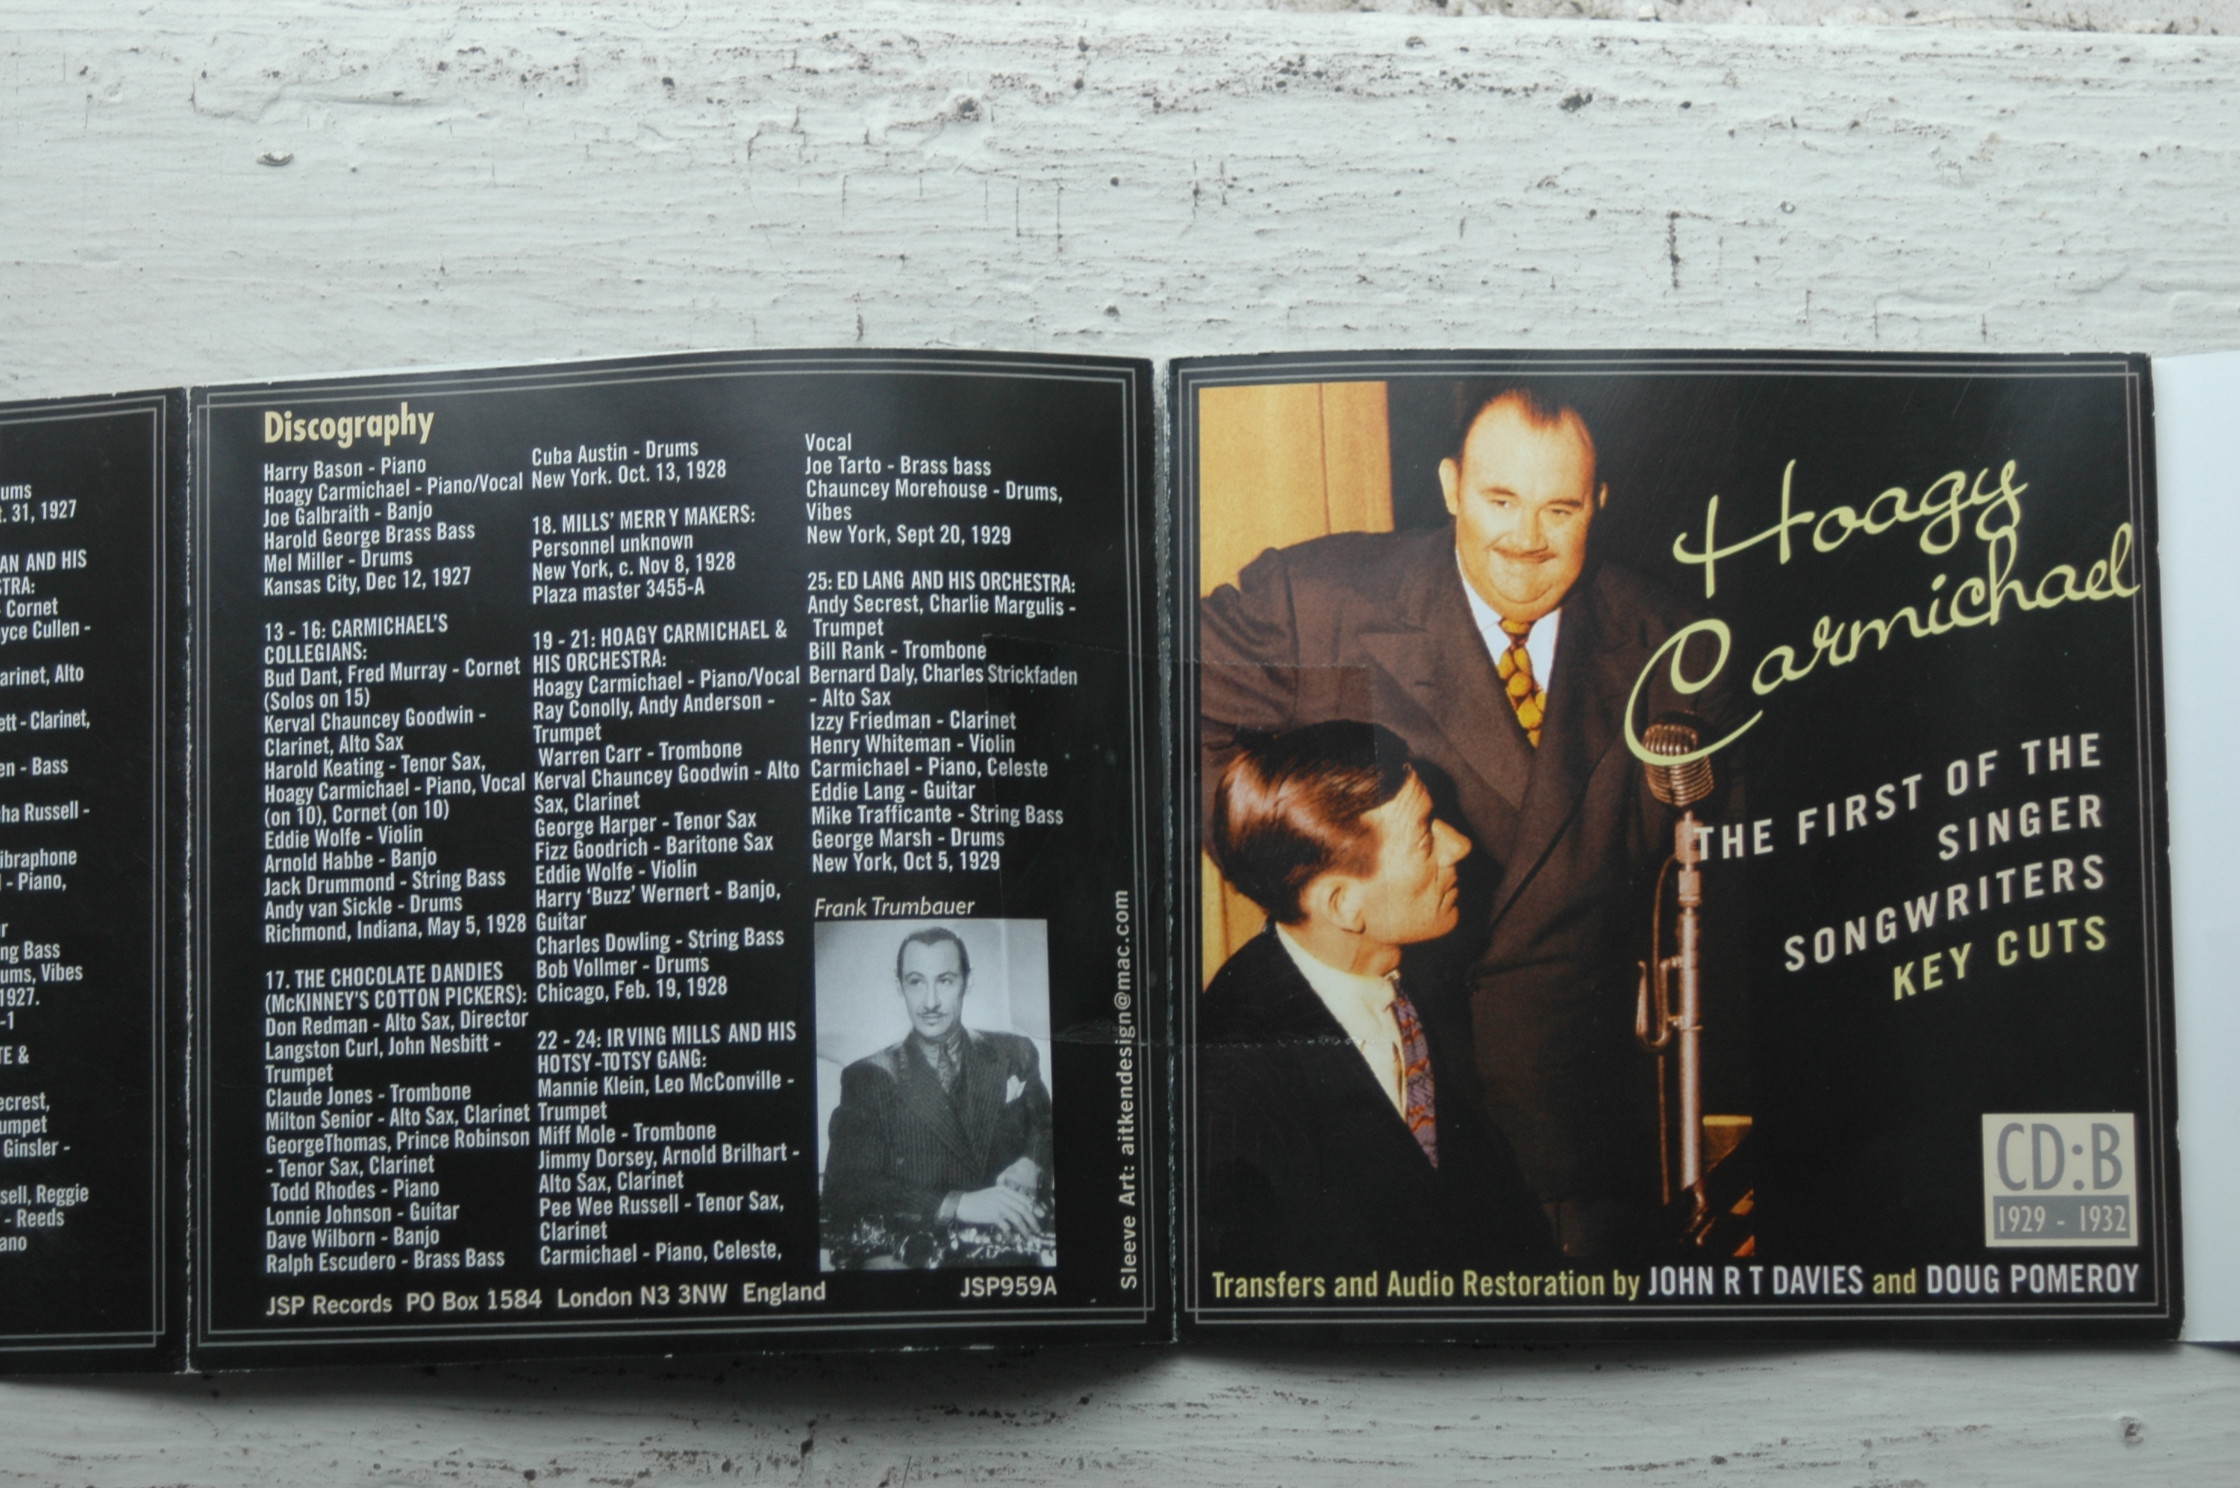 ums
t. 31, 1927
AN AND HIS
STRA:
- Cornet
yce Cullen -
arinet, Alto
ett - Clarinet,
en - Bass
ha Russell -
ibraphone
l - Piano,
r
ng Bass
ums, Vibes
1927.
-1
TE &
ecrest,
umpet
Ginsler -
sell, Reggie
- Reeds
ano
Discography
Harry Bason - Piano
Hoagy Carmichael - Piano/Vocal
Joe Galbraith - Banjo
Harold George Brass Bass
Mel Miller - Drums
Kansas City, Dec 12, 1927
13 - 16: CARMICHAEL'S
COLLEGIANS:
Bud Dant, Fred Murray - Cornet
(Solos on 15)
Kerval Chauncey Goodwin -
Clarinet, Alto Sax
Harold Keating - Tenor Sax,
Hoagy Carmichael - Piano, Vocal
(on 10), Cornet (on 10)
Eddie Wolfe - Violin
Arnold Habbe - Banjo
Jack Drummond - String Bass
Andy van Sickle - Drums
Richmond, Indiana, May 5, 1928
17. THE CHOCOLATE DANDIES
(McKINNEY'S COTTON PICKERS):
Don Redman - Alto Sax, Director
Langston Curl, John Nesbitt -
Trumpet
Claude Jones - Trombone
Milton Senior - Alto Sax, Clarinet
GeorgeThomas, Prince Robinson
- Tenor Sax, Clarinet
Todd Rhodes - Piano
Lonnie Johnson - Guitar
Dave Wilborn - Banjo
Ralph Escudero - Brass Bass
Cuba Austin - Drums
New York. Oct. 13, 1928
18. MILLS' MERRY MAKERS:
Personnel unknown
New York, c. Nov 8, 1928
Plaza master 3455-A
19 - 21: HOAGY CARMICHAEL &
HIS ORCHESTRA:
Hoagy Carmichael - Piano/Vocal
Ray Conolly, Andy Anderson -
Trumpet
Warren Carr - Trombone
Kerval Chauncey Goodwin - Alto
Sax, Clarinet
George Harper - Tenor Sax
Fizz Goodrich - Baritone Sax
Eddie Wolfe - Violin
Harry 'Buzz' Wernert - Banjo,
Guitar
Charles Dowling - String Bass
Bob Vollmer - Drums
Chicago, Feb. 19, 1928
22 - 24: IRVING MILLS AND HIS
HOTSY-TOTSY GANG:
Mannie Klein, Leo McConville -
Trumpet
Miff Mole - Trombone
Jimmy Dorsey, Arnold Brilhart -
Alto Sax, Clarinet
Pee Wee Russell - Tenor Sax,
Clarinet
Carmichael - Piano, Celeste,
Vocal
Joe Tarto - Brass bass
Chauncey Morehouse - Drums,
Vibes
New York, Sept 20, 1929
25: ED LANG AND HIS ORCHESTRA:
Andy Secrest, Charlie Margulis -
Trumpet
Bill Rank - Trombone
Bernard Daly, Charles Strickfaden
- Alto Sax
Izzy Friedman - Clarinet
Henry Whiteman - Violin
Carmichael - Piano, Celeste
Eddie Lang - Guitar
Mike Trafficante - String Bass
George Marsh - Drums
New York, Oct 5, 1929
Frank Trumbauer
JSP Records PO Box 1584 London N3 3NW England
JSP959A
Sleeve Art: aitkendesign@mac.com
Hoagy
Carmichael
THE FIRST OF THE
SINGER
SONGWRITERS
KEY CUTS
CD:B
1929 - 1932
Transfers and Audio Restoration by JOHN R T DAVIES and DOUG POMEROY